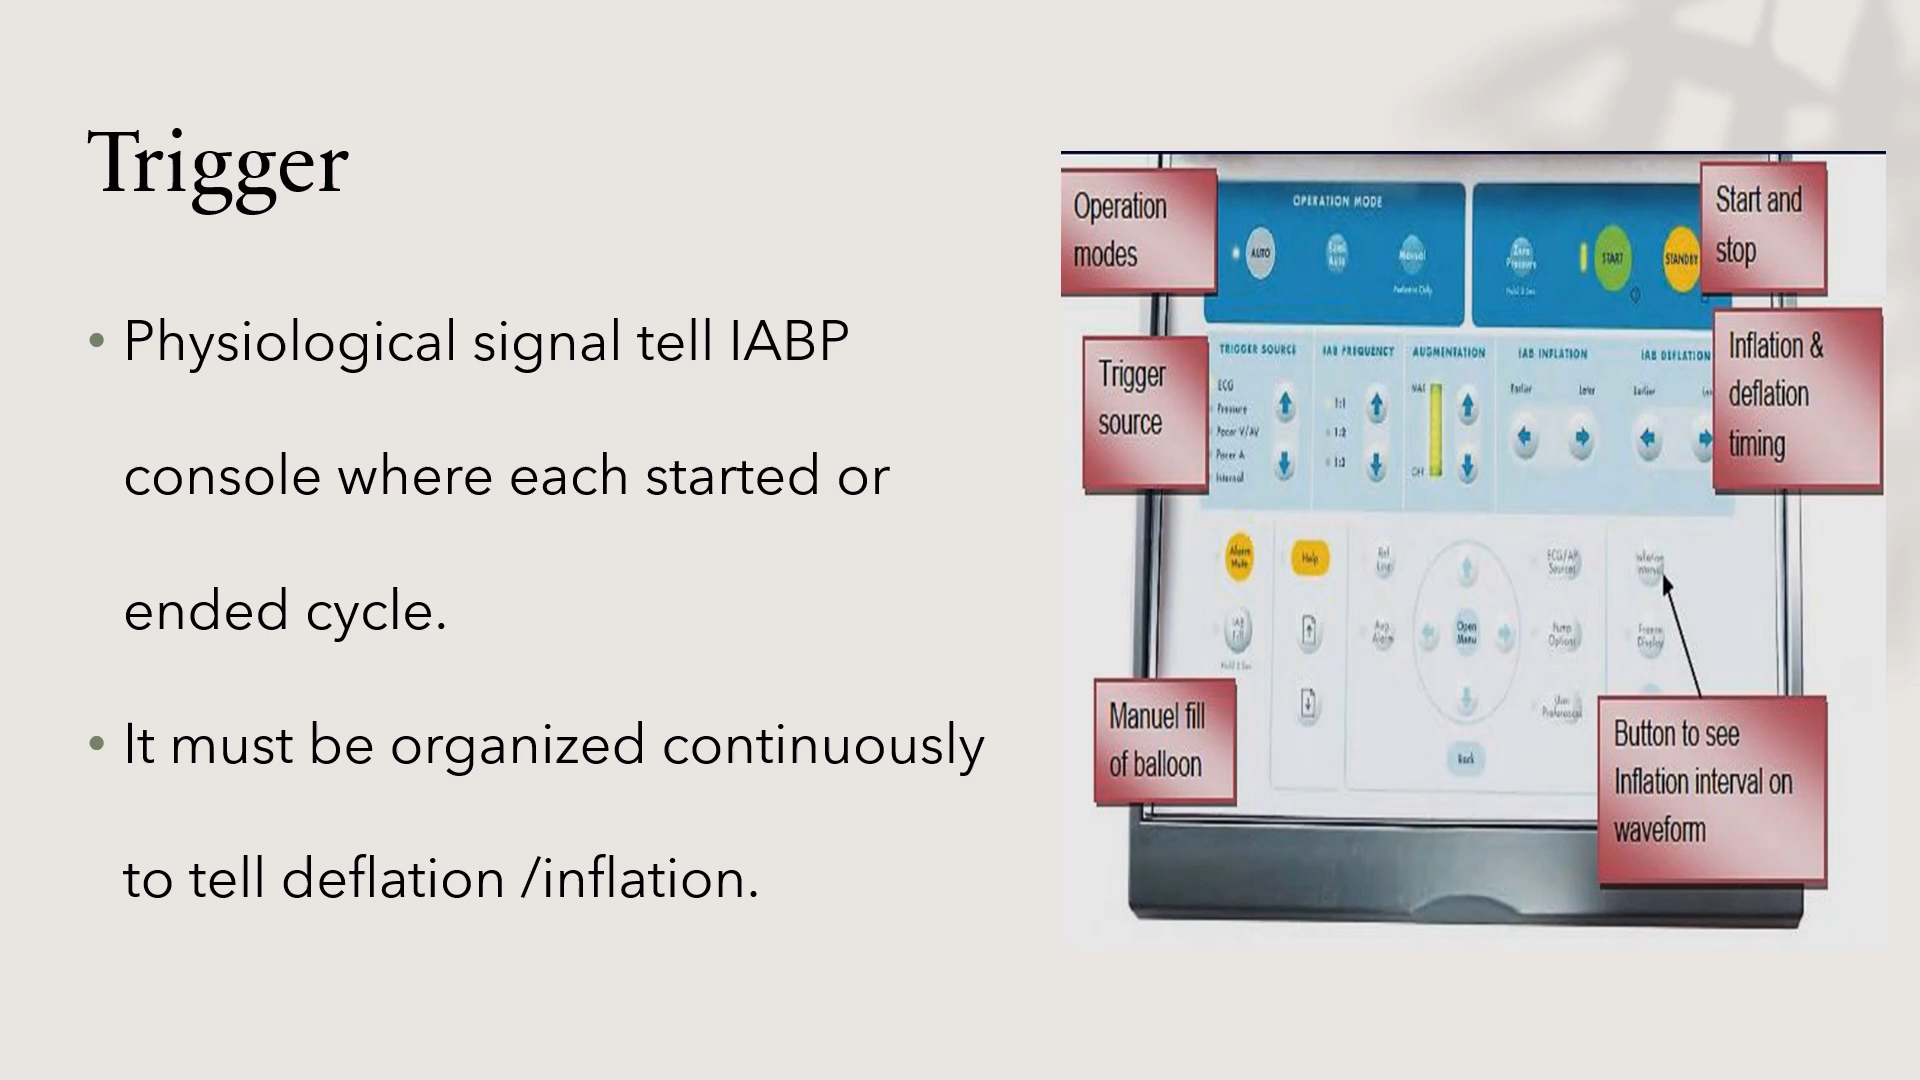 Trigger
• Physiological signal tell IABP
console where each started or
ended cycle.
• It must be organized continuously
to tell deflation /inflation.
Operation
modes
OPERATION MODE
AUTO
Semi
Auto
Manual
Zero
Pressure
START
STANDBY
Start and
stop
Trigger
source
TRIGGER SOURCE
ECG
Pressure
Pacer V/AV
Pacer A
Internal
IAB FREQUENCY
1:1
1:2
1:3
AUGMENTATION
MAX
OFF
IAB INFLATION
Earlier
Later
IAB DEFLATION
Earlier
Inflation &
deflation
timing
Alarm
Mute
Help
Ref
Line
ECG/AP
Sources
Inflation
Interval
IAB
Fill
Aug
Alarm
Open
Menu
Pump
Options
Freeze
Display
User
Preferences
Back
Manuel fill
of balloon
Button to see
Inflation interval on
waveform